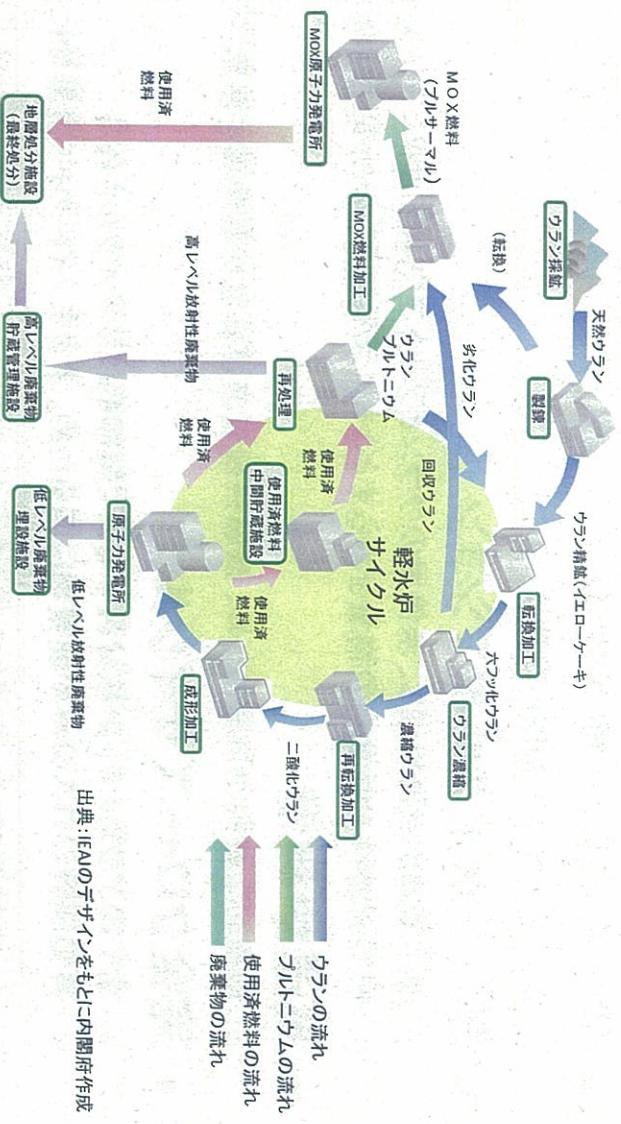 ウラン採鉱
天然ウラン
製錬
ウラン精鉱(イエローケーキ)
(転換)
転換加工
六フッ化ウラン
ウラン濃縮
濃縮ウラン
再転換加工
二酸化ウラン
成形加工
劣化ウラン
回収ウラン
軽水炉
サイクル
ウラン
プルトニウム
MOX燃料
(プルサーマル)
MOX燃料加工
MOX原子力発電所
再処理
使用済
燃料
使用済燃料
中間貯蔵施設
使用済
燃料
使用済
燃料
原子力発電所
使用済
燃料
高レベル放射性廃棄物
低レベル放射性廃棄物
地層処分施設
(最終処分)
高レベル廃棄物
貯蔵管理施設
低レベル廃棄物
埋設施設
ウランの流れ
プルトニウムの流れ
使用済燃料の流れ
廃棄物の流れ
出典:IEAJのデザインをもとに内閣府作成